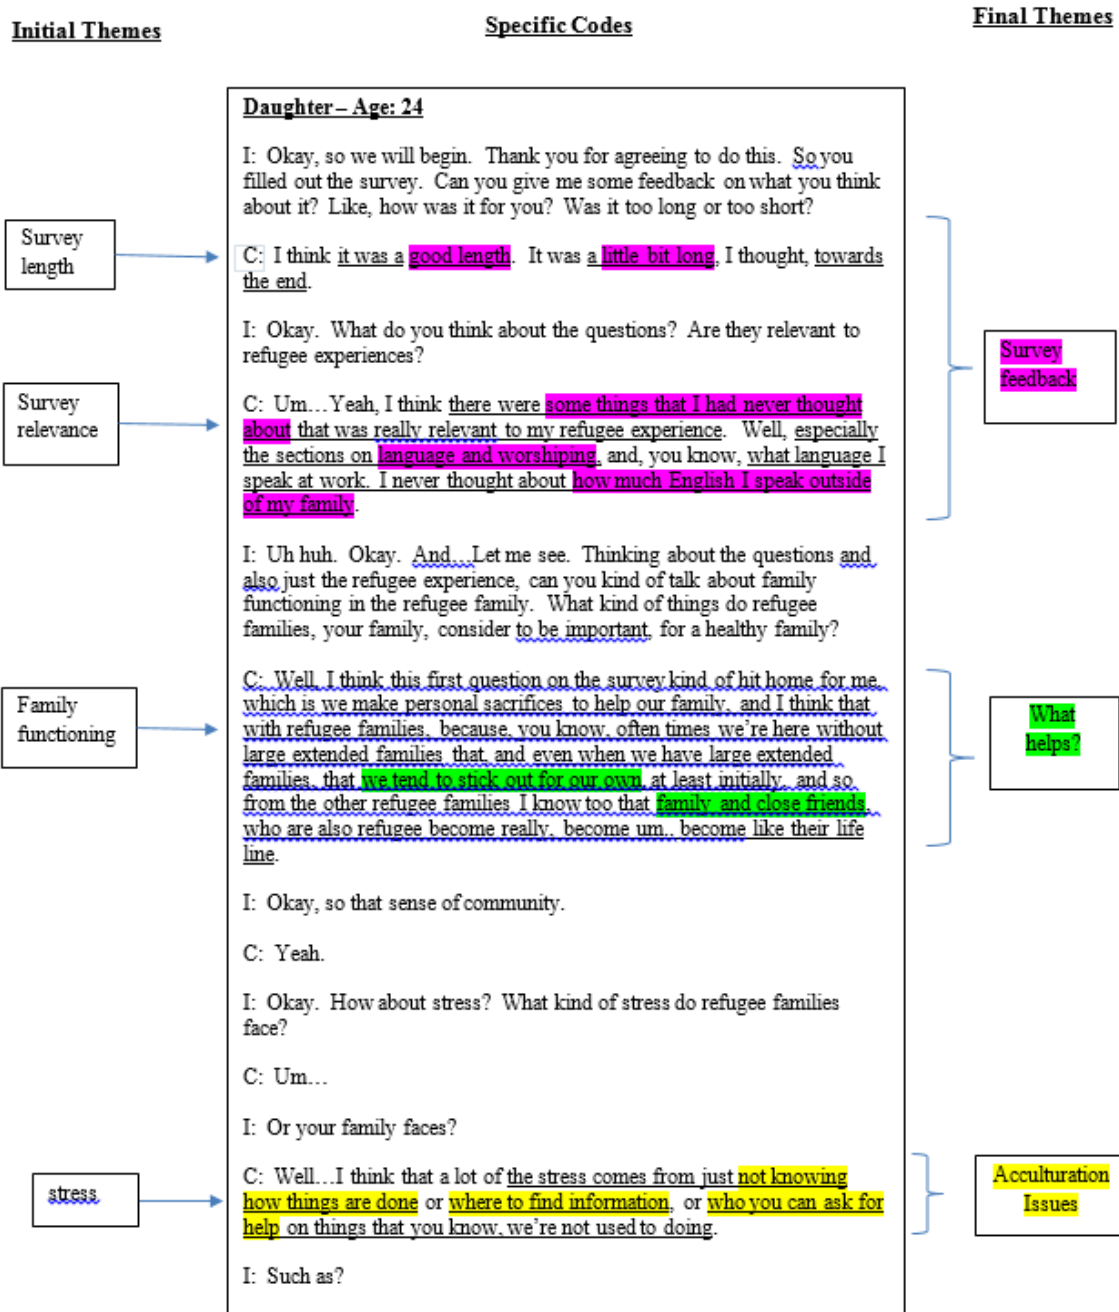 Initial Themes
Specific Codes
Final Themes
Daughter – Age: 24
I: Okay, so we will begin. Thank you for agreeing to do this. So you
filled out the survey. Can you give me some feedback on what you think
about it? Like, how was it for you? Was it too long or too short?
Survey
length
C: I think it was a good length. It was a little bit long, I thought, towards
the end.
I: Okay. What do you think about the questions? Are they relevant to
refugee experiences?
Survey
feedback
Survey
relevance
C: Um…Yeah, I think there were some things that I had never thought
about that was really relevant to my refugee experience. Well, especially
the sections on language and worshiping, and, you know, what language I
speak at work. I never thought about how much English I speak outside
of my family.
I: Uh huh. Okay. And…Let me see. Thinking about the questions and
also just the refugee experience, can you kind of talk about family
functioning in the refugee family. What kind of things do refugee
families, your family, consider to be important, for a healthy family?
Family
functioning
C: Well, I think this first question on the survey kind of hit home for me,
which is we make personal sacrifices to help our family, and I think that
with refugee families, because, you know, often times we're here without
large extended families that, and even when we have large extended
families, that we tend to stick out for our own, at least initially, and so
from the other refugee families I know too that family and close friends,
who are also refugee become really, become um.. become like their life
line.
What
helps?
I: Okay, so that sense of community.
C: Yeah.
I: Okay. How about stress? What kind of stress do refugee families
face?
C: Um…
I: Or your family faces?
stress
C: Well…I think that a lot of the stress comes from just not knowing
how things are done or where to find information, or who you can ask for
help on things that you know, we're not used to doing.
Acculturation
Issues
I: Such as?